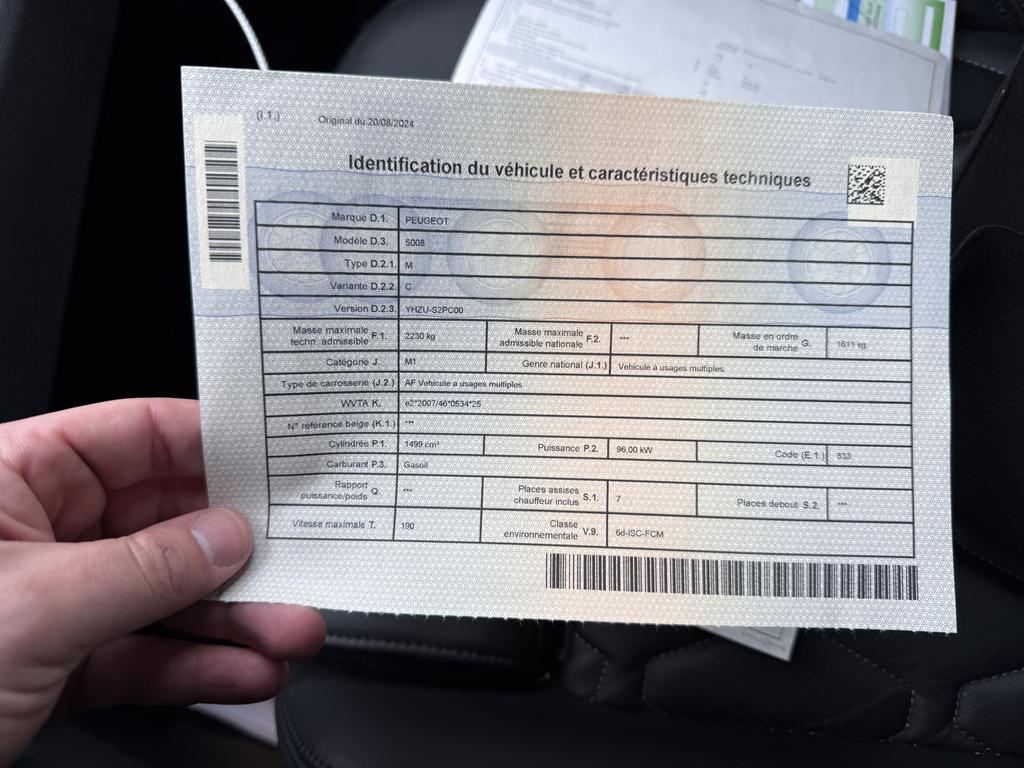 (I.1.) Original du 20/08/2024
Identification du véhicule et caractéristiques techniques
Marque D.1. PEUGEOT
Modèle D.3. 5008
Type D.2.1. M
Variante D.2.2. C
Version D.2.3. YHZU-S2PC00
Masse maximale techn. admissible F.1. 2230 kg Masse maximale admissible nationale F.2. *** Masse en ordre de marche G. 1611 kg
Catégorie J. M1 Genre national (J.1.) Vehicule à usages multiples
Type de carrosserie (J.2.) AF Vehicule à usages multiples
WVTA K. e2*2007/46*0534*25
N° référence belge (K.1.) ***
Cylindrée P.1. 1499 cm³ Puissance P.2. 96,00 kW Code (E.1.) 833
Carburant P.3. Gasoil
Rapport puissance/poids Q. *** Places assises chauffeur inclus S.1. 7 Places debout S.2. ***
Vitesse maximale T. 190 Classe environnementale V.9. 6d-ISC-FCM